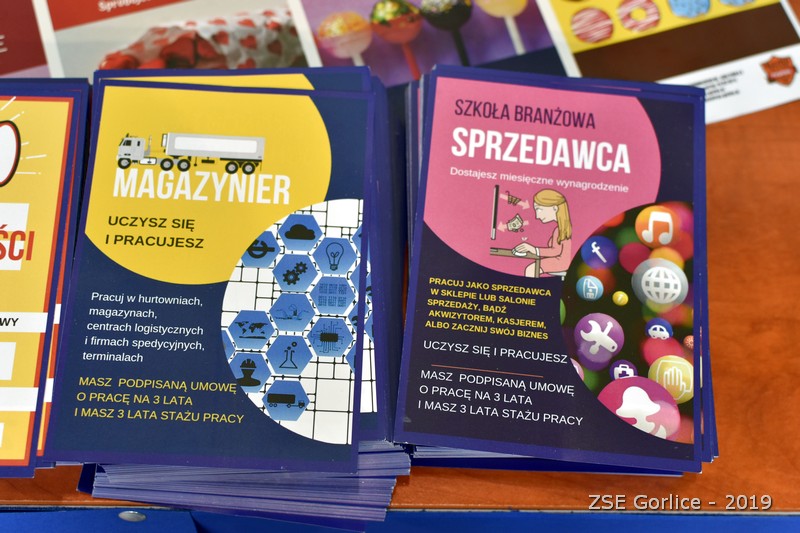 MAGAZYNIER
UCZYSZ SIĘ
I PRACUJESZ
Pracuj w hurtowniach,
magazynach,
centrach logistycznych
i firmach spedycyjnych,
terminalach
MASZ PODPISANĄ UMOWĘ
O PRACĘ NA 3 LATA
I MASZ 3 LATA STAŻU PRACY
SZKOŁA BRANŻOWA
SPRZEDAWCA
Dostajesz miesięczne wynagrodzenie
PRACUJ JAKO SPRZEDAWCA
W SKLEPIE LUB SALONIE
SPRZEDAŻY, BĄDŹ
AKWIZYTOREM, KASJEREM,
ALBO ZACZNIJ SWÓJ BIZNES
UCZYSZ SIĘ I PRACUJESZ
MASZ PODPISANĄ UMOWĘ
O PRACĘ NA 3 LATA
I MASZ 3 LATA STAŻU PRACY
ZSE Gorlice - 2019